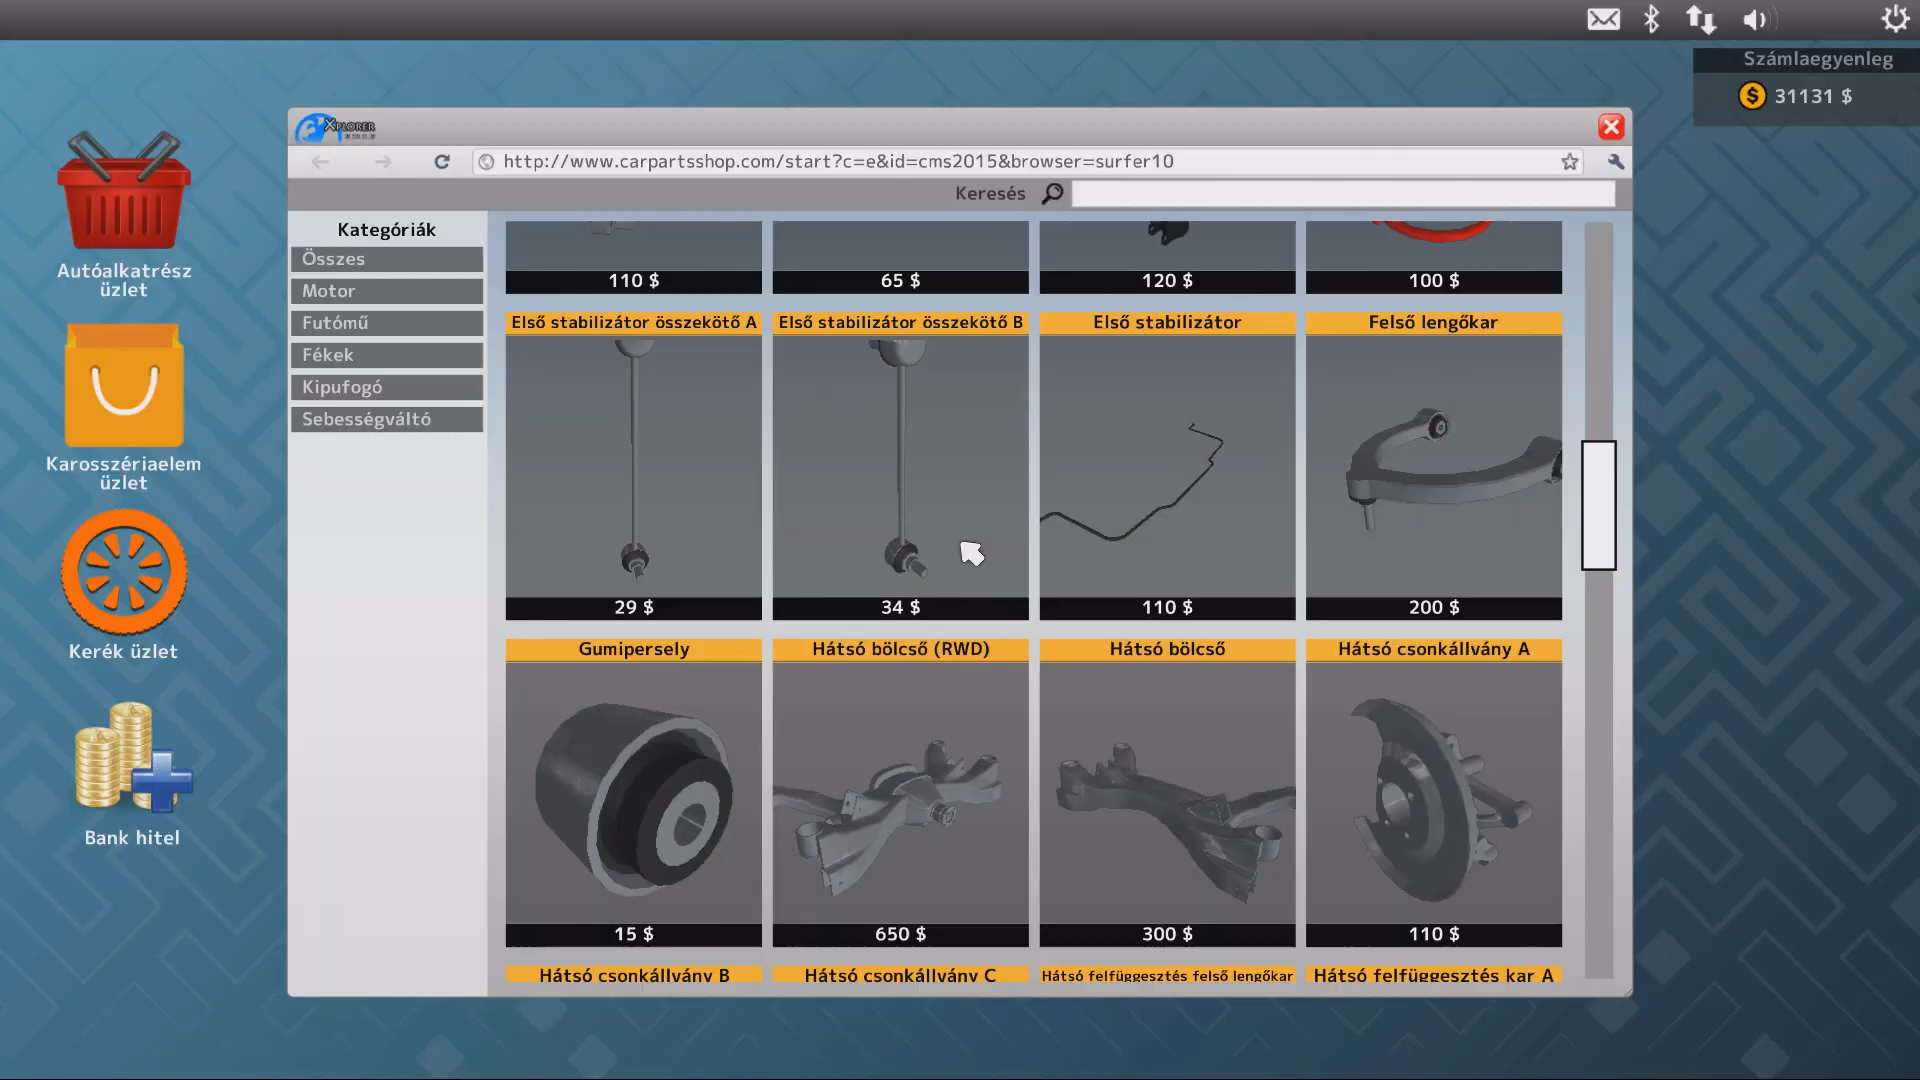 Számlaegyenleg
31131 $
XPLORER
http://www.carpartsshop.com/start?c=e&id=cms2015&browser=surfer10
Keresés
Autóalkatrész
üzlet
Karosszériaelem
üzlet
Kerék üzlet
Bank hitel
Kategóriák
Összes
Motor
Futómű
Fékek
Kipufogó
Sebességváltó
110 $
65 $
120 $
100 $
Első stabilizátor összekötő A
Első stabilizátor összekötő B
Első stabilizátor
Felső lengőkar
29 $
34 $
110 $
200 $
Gumipersely
Hátsó bölcső (RWD)
Hátsó bölcső
Hátsó csonkállvány A
15 $
650 $
300 $
110 $
Hátsó csonkállvány B
Hátsó csonkállvány C
Hátsó felfüggesztés felső lengőkar
Hátsó felfüggesztés kar A